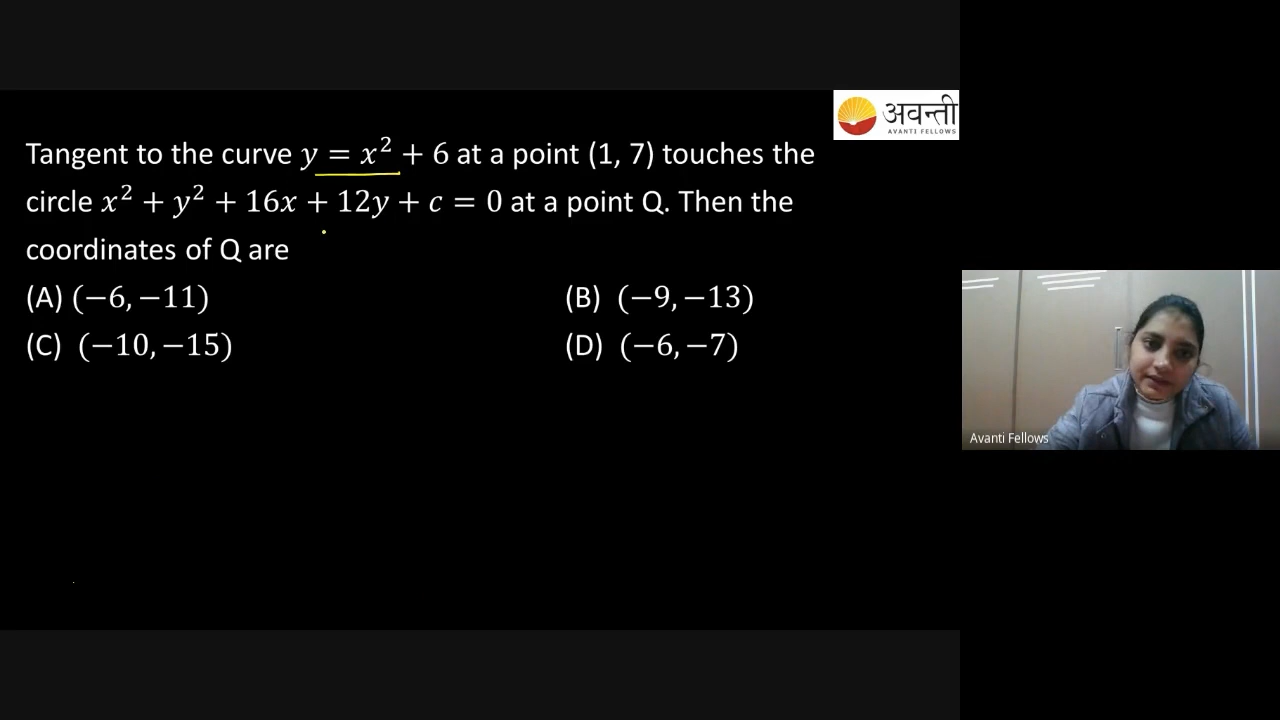 अवन्ती
AVANTI FELLOWS
Tangent to the curve y = x² + 6 at a point (1, 7) touches the
circle x² + y² + 16x + 12y + c = 0 at a point Q. Then the
coordinates of Q are
(A) (−6, −11) (B) (−9, −13)
(C) (−10, −15) (D) (−6, −7)
Avanti Fellows